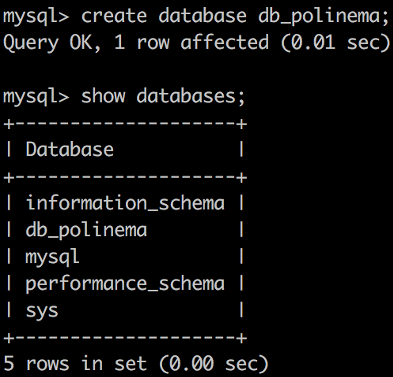 mysql> create database db_polinema;
Query OK, 1 row affected (0.01 sec)

mysql> show databases;
+--------------------+
| Database           |
+--------------------+
| information_schema |
| db_polinema        |
| mysql              |
| performance_schema |
| sys                |
+--------------------+
5 rows in set (0.00 sec)